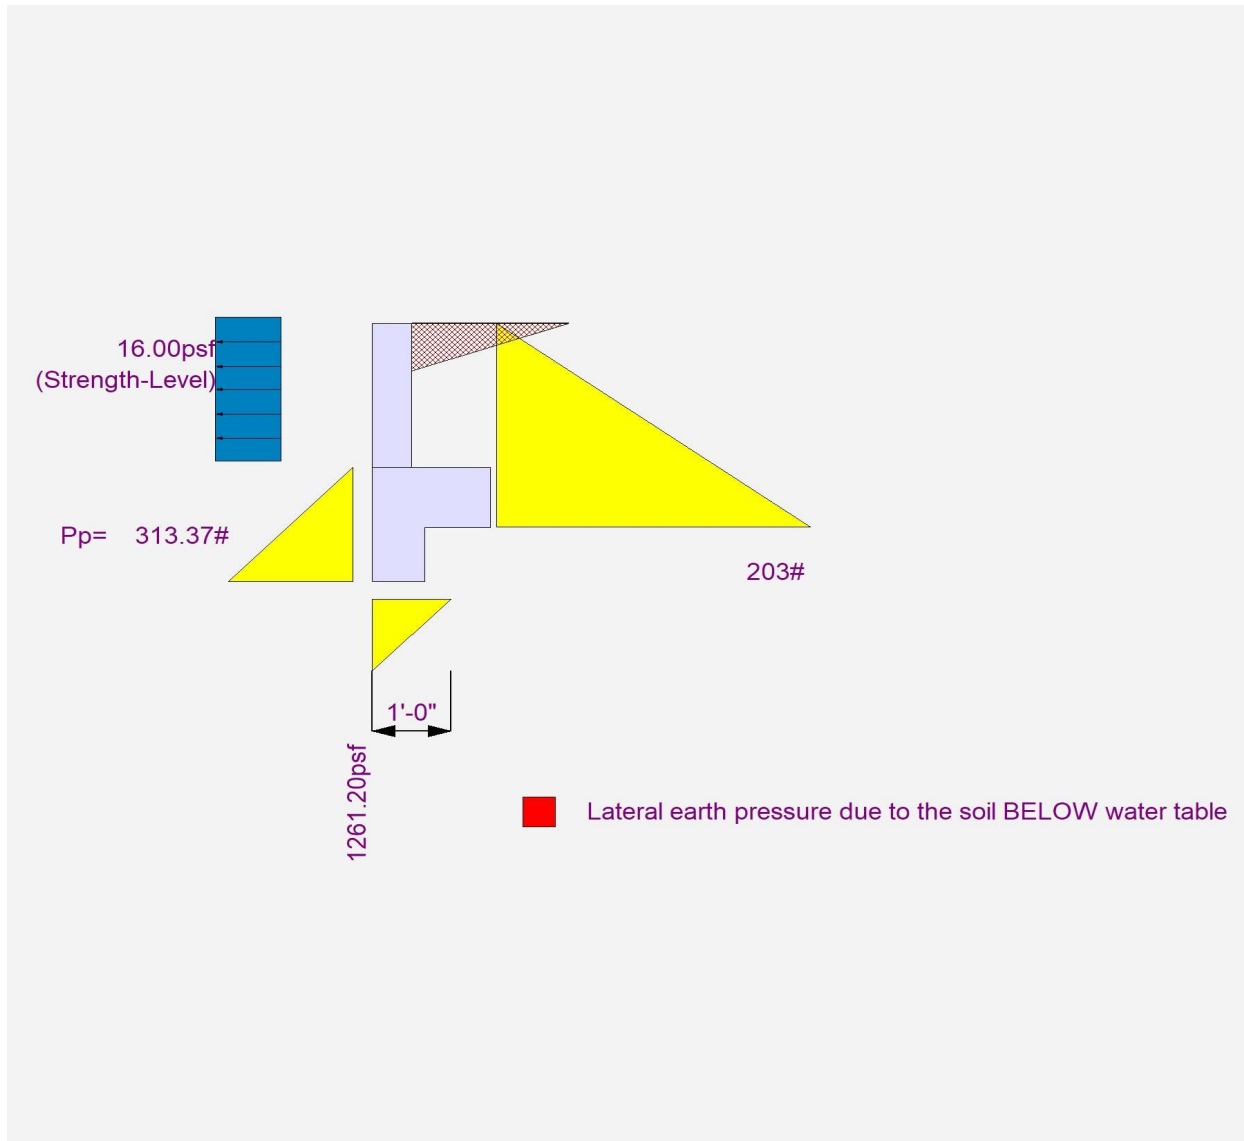 16.00psf
(Strength-Level)
Pp= 313.37#
203#
1'-0"
1261.20psf
Lateral earth pressure due to the soil BELOW water table